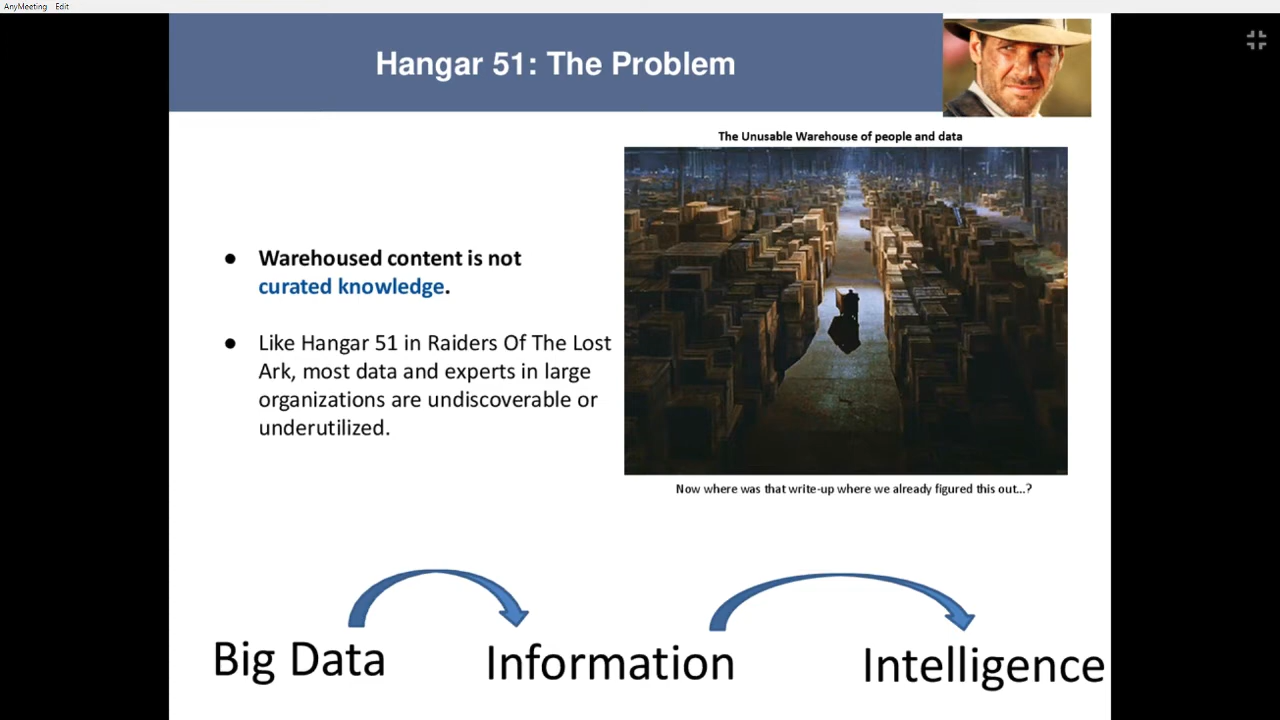 AnyMeeting Edit
Hangar 51: The Problem
The Unusable Warehouse of people and data
● Warehoused content is not
curated knowledge.
● Like Hangar 51 in Raiders Of The Lost
Ark, most data and experts in large
organizations are undiscoverable or
underutilized.
Now where was that write-up where we already figured this out...?
Big Data
Information
Intelligence